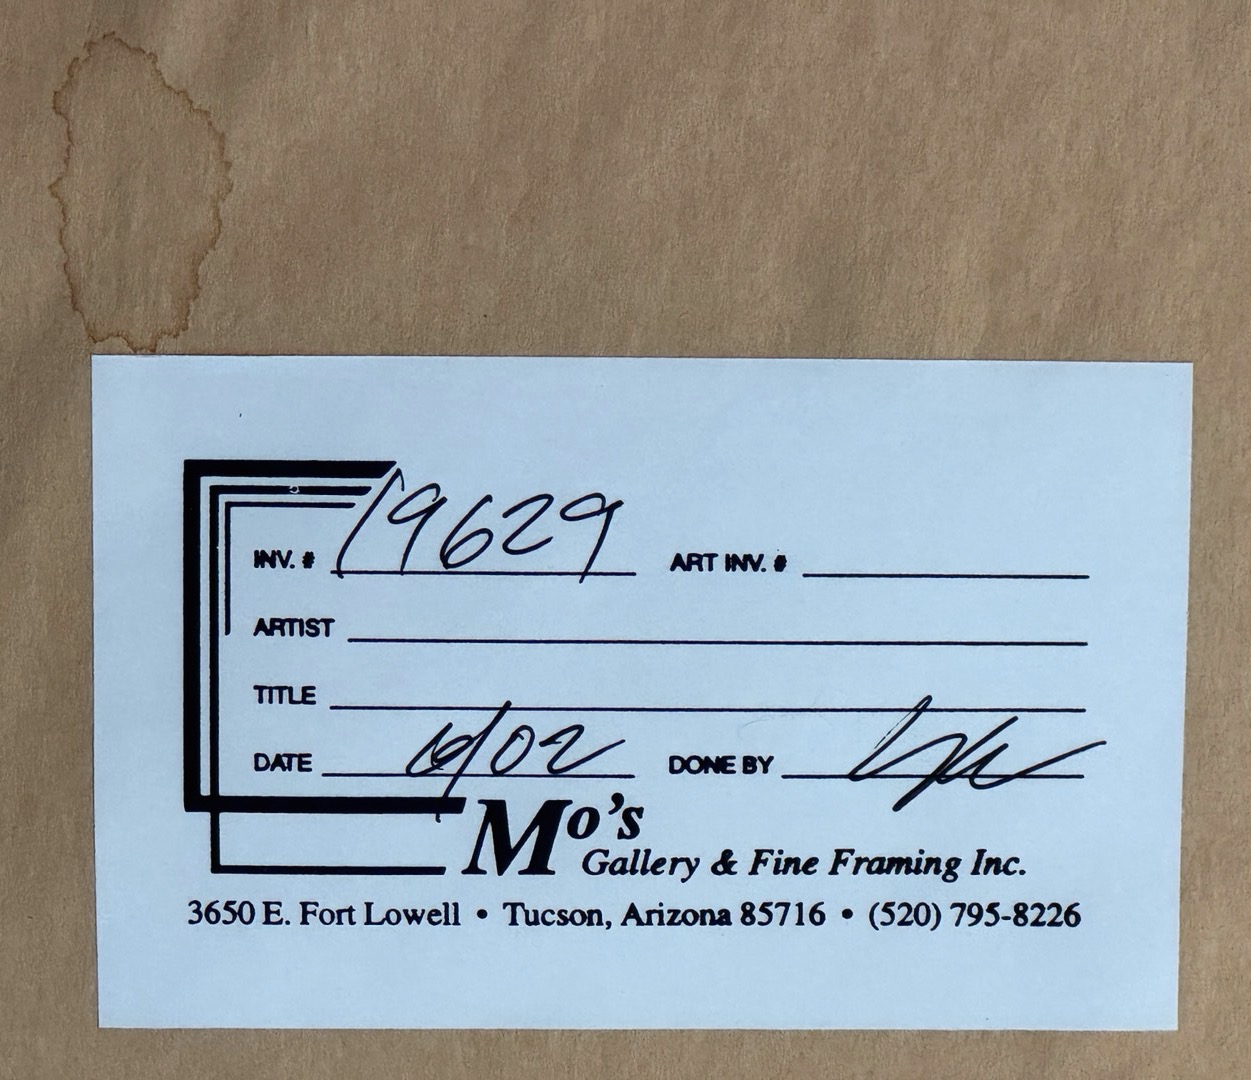 INV. # 19629 ART INV. #
ARTIST
TITLE
DATE 6/02 DONE BY
Mo's
Gallery & Fine Framing Inc.
3650 E. Fort Lowell • Tucson, Arizona 85716 • (520) 795-8226